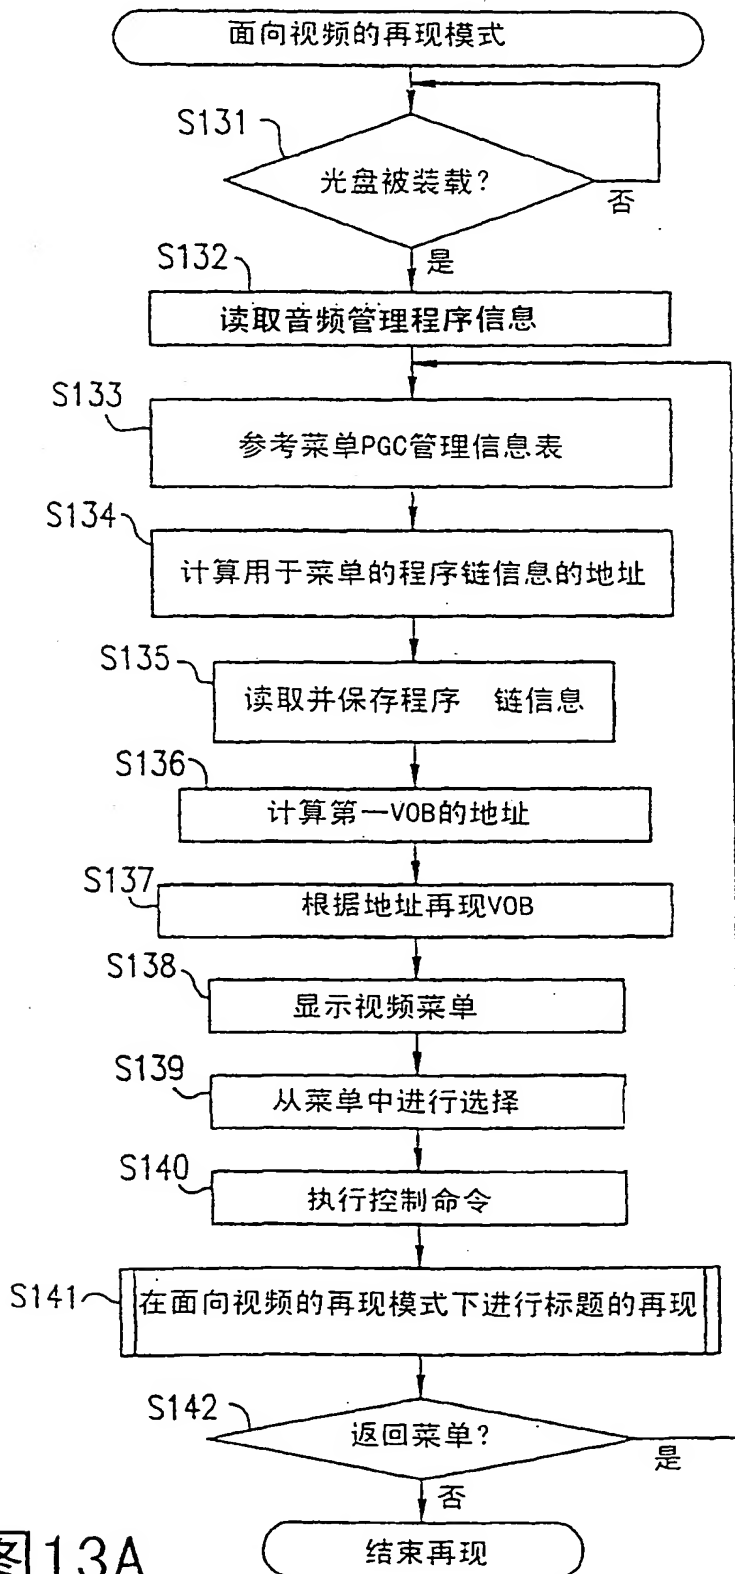 面向视频的再现模式
S131
光盘被装载?
否
是
S132
读取音频管理程序信息
S133
参考菜单PGC管理信息表
S134
计算用于菜单的程序链信息的地址
S135
读取并保存程序 链信息
S136
计算第一VOB的地址
S137
根据地址再现VOB
S138
显示视频菜单
S139
从菜单中进行选择
S140
执行控制命令
S141
在面向视频的再现模式下进行标题的再现
S142
返回菜单?
是
否
结束再现
图13A